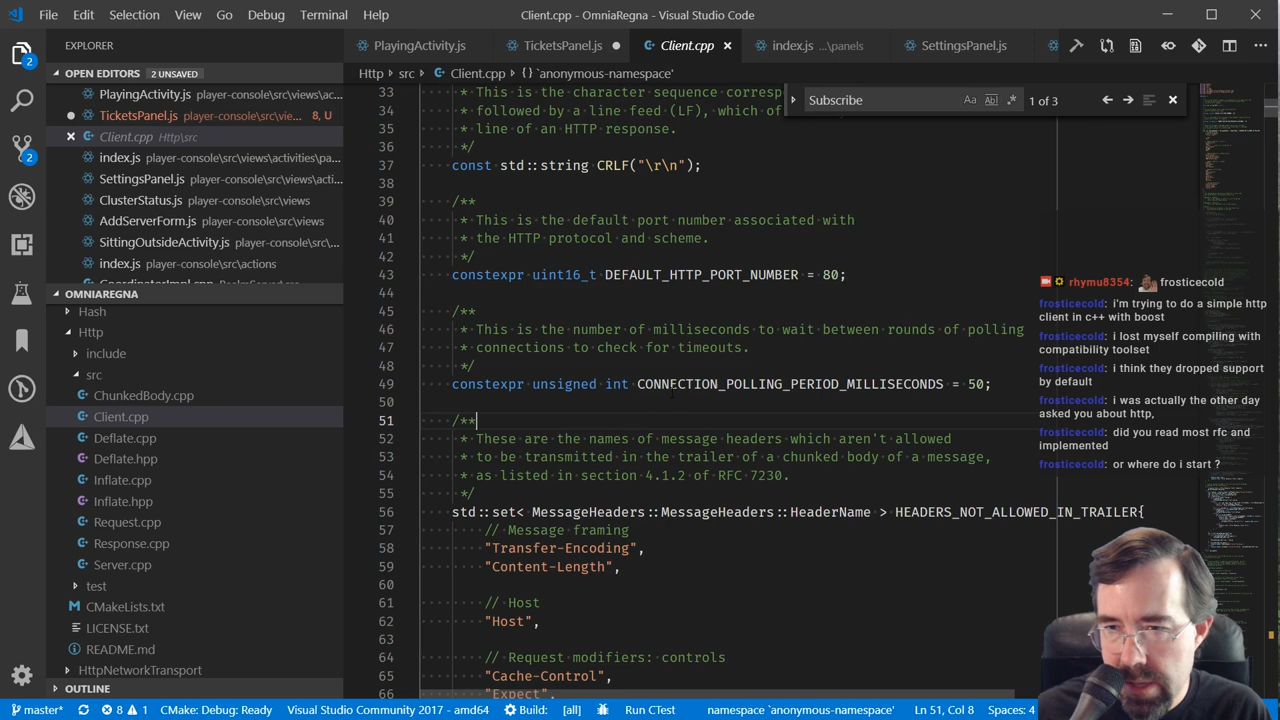 File Edit Selection View Go Debug Terminal Help
Client.cpp - OmniaRegna - Visual Studio Code
EXPLORER
PlayingActivity.js TicketsPanel.js Client.cpp index.js ...\panels SettingsPanel.js
OPEN EDITORS 2 UNSAVED
Http src Client.cpp {} `anonymous-namespace'
PlayingActivity.js player-console\src\views\ac...
TicketsPanel.js player-console\src\vie... 8, U
Client.cpp Http\src
index.js player-console\src\views\activities\pa...
SettingsPanel.js player-console\src\views\acti...
ClusterStatus.js player-console\src\views
AddServerForm.js player-console\src\views
SittingOutsideActivity.js player-console\src\...
index.js player-console\src\actions
CoordinatorImpl.cpp RealmServer\src
OMNIAREGNA
Hash
Http
include
src
ChunkedBody.cpp
Client.cpp
Deflate.cpp
Deflate.hpp
Inflate.cpp
Inflate.hpp
Request.cpp
Response.cpp
Server.cpp
test
CMakeLists.txt
LICENSE.txt
README.md
HttpNetworkTransport
OUTLINE
Subscribe Aa Abl .* 1 of 3
33 * This is the character sequence corresp
34 * followed by a line feed (LF), which of
35 * line of an HTTP response.
36 */
37 const std::string CRLF("\r\n");
38
39 /**
40 * This is the default port number associated with
41 * the HTTP protocol and scheme.
42 */
43 constexpr uint16_t DEFAULT_HTTP_PORT_NUMBER = 80;
44
45 /**
46 * This is the number of milliseconds to wait between rounds of polling
47 * connections to check for timeouts.
48 */
49 constexpr unsigned int CONNECTION_POLLING_PERIOD_MILLISECONDS = 50;
50
51 /**
52 * These are the names of message headers which aren't allowed
53 * to be transmitted in the trailer of a chunked body of a message,
54 * as listed in section 4.1.2 of RFC 7230.
55 */
56 std::set< MessageHeaders::MessageHeaders::HeaderName > HEADERS_NOT_ALLOWED_IN_TRAILER{
57 // Message framing
58 "Transfer-Encoding",
59 "Content-Length",
60
61 // Host
62 "Host",
63
64 // Request modifiers: controls
65 "Cache-Control",
66 "Expect",
rhymu8354: frosticecold
frosticecold: i'm trying to do a simple http
client in c++ with boost
frosticecold: i lost myself compiling with
compatibility toolset
frosticecold: i think they dropped support
by default
frosticecold: i was actually the other day
asked you about http,
frosticecold: did you read most rfc and
implemented
frosticecold: or where do i start ?
master* 8 1 CMake: Debug: Ready Visual Studio Community 2017 - amd64 Build: [all] Run CTest namespace `anonymous-namespace' Ln 51, Col 8 Spaces: 4